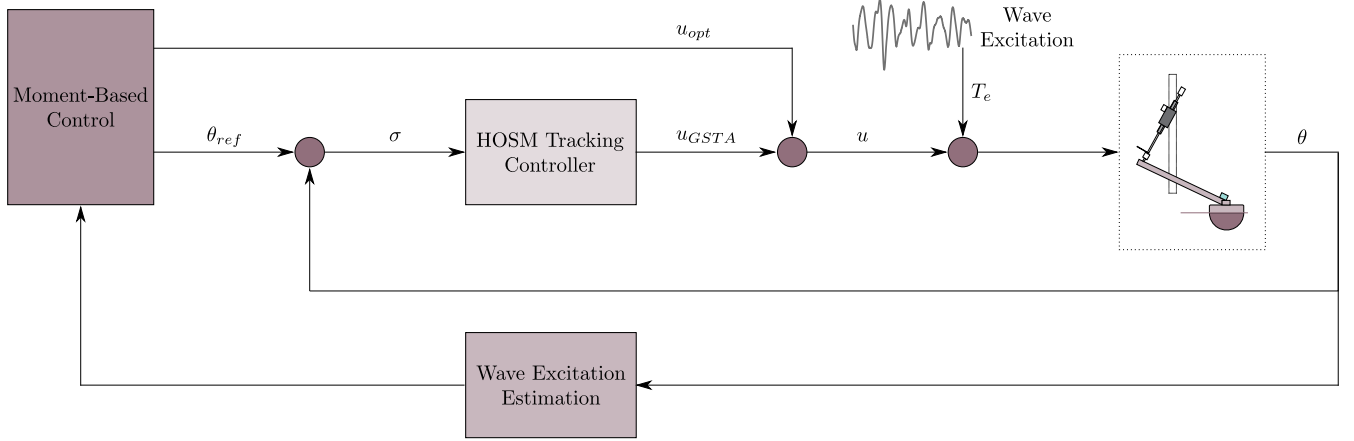 u_opt
Wave
Excitation
Moment-Based
Control
T_e
θ_ref
σ
HOSM Tracking
Controller
u_GSTA
u
θ
Wave Excitation
Estimation